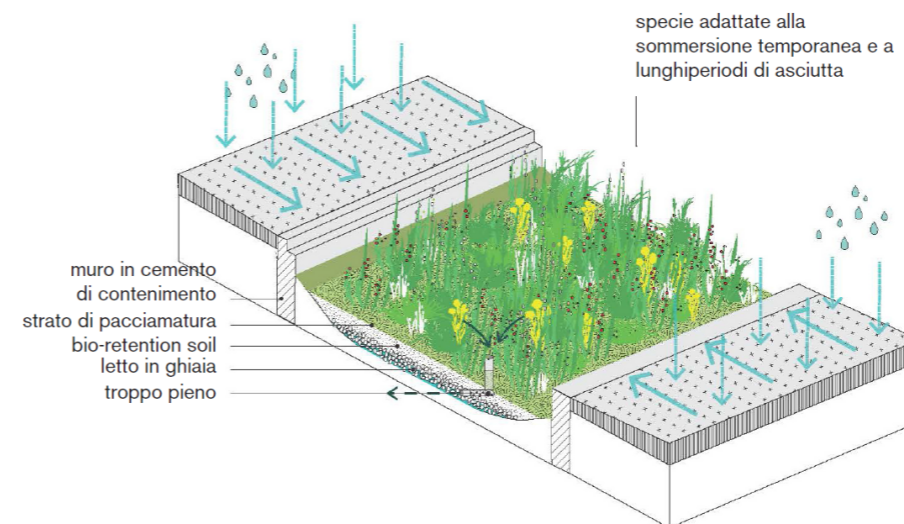 specie adattate alla
sommersione temporanea e a
lunghiperiodi di asciutta
muro in cemento
di contenimento
strato di pacciamatura
bio-retention soil
letto in ghiaia
troppo pieno